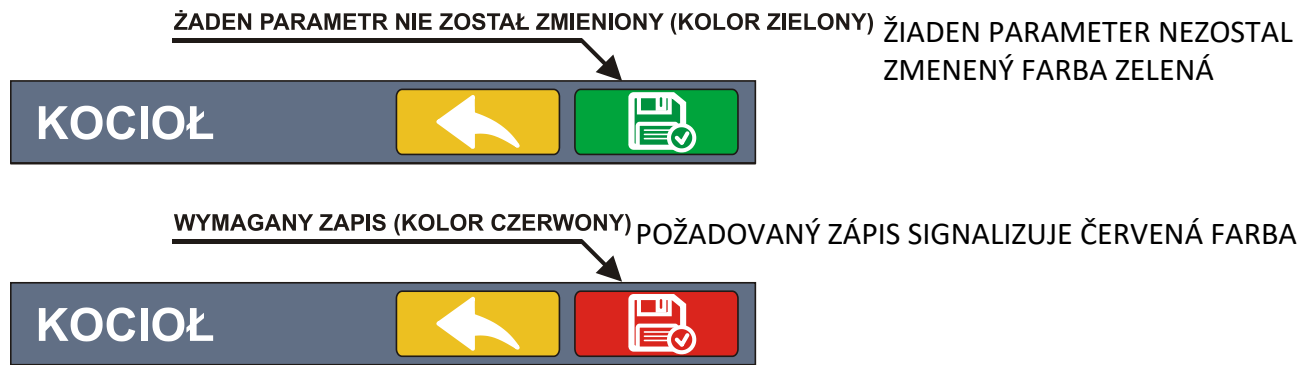 ŻADEN PARAMETR NIE ZOSTAŁ ZMIENIONY (KOLOR ZIELONY)
ŽIADEN PARAMETER NEZOSTAL
ZMENENÝ FARBA ZELENÁ
KOCIOŁ
WYMAGANY ZAPIS (KOLOR CZERWONY)
POŽADOVANÝ ZÁPIS SIGNALIZUJE ČERVENÁ FARBA
KOCIOŁ